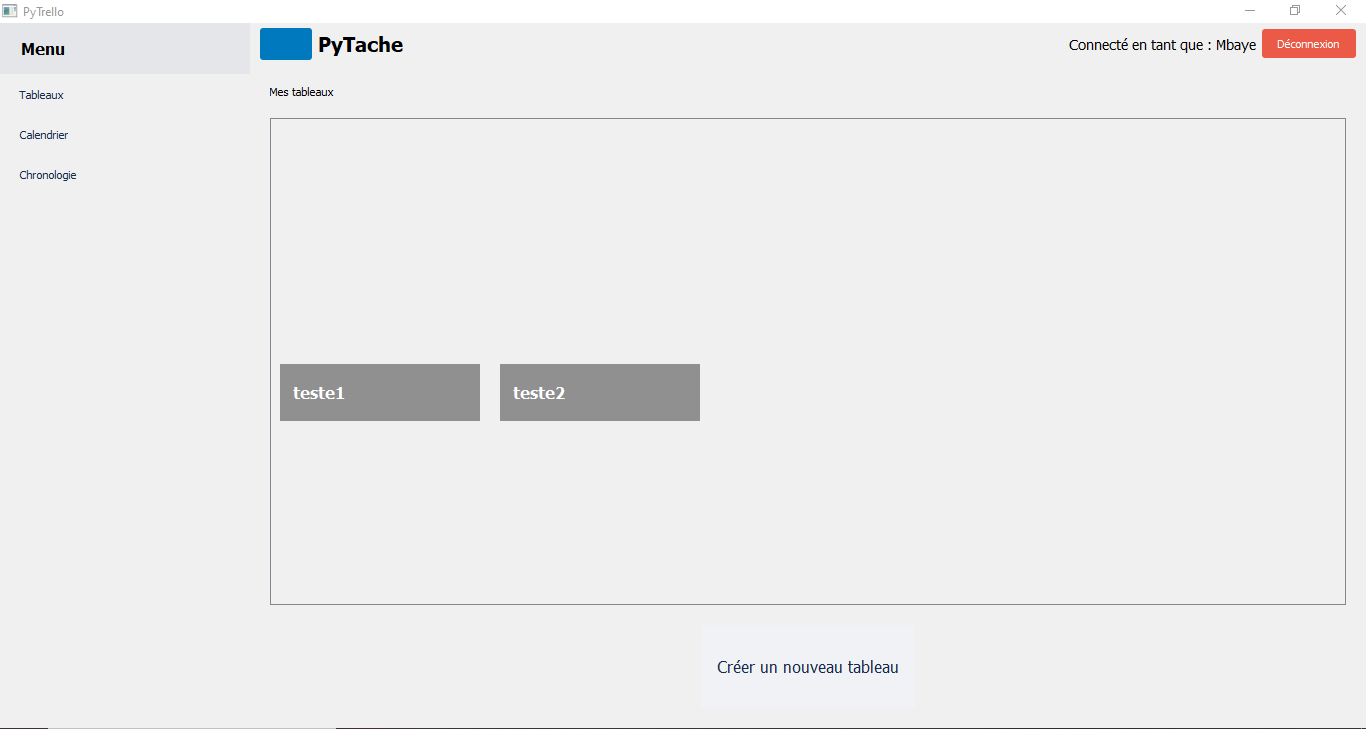 PyTrello
Menu
PyTache
Connecté en tant que : Mbaye
Déconnexion
Tableaux
Mes tableaux
Calendrier
Chronologie
teste1
teste2
Créer un nouveau tableau